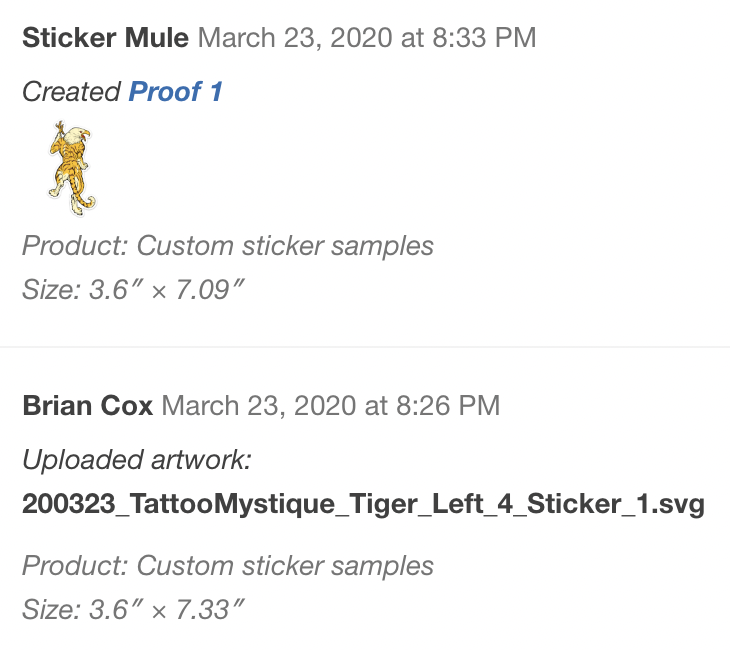 Sticker Mule March 23, 2020 at 8:33 PM
Created Proof 1
Product: Custom sticker samples
Size: 3.6″ × 7.09″
Brian Cox March 23, 2020 at 8:26 PM
Uploaded artwork:
200323_TattooMystique_Tiger_Left_4_Sticker_1.svg
Product: Custom sticker samples
Size: 3.6″ × 7.33″